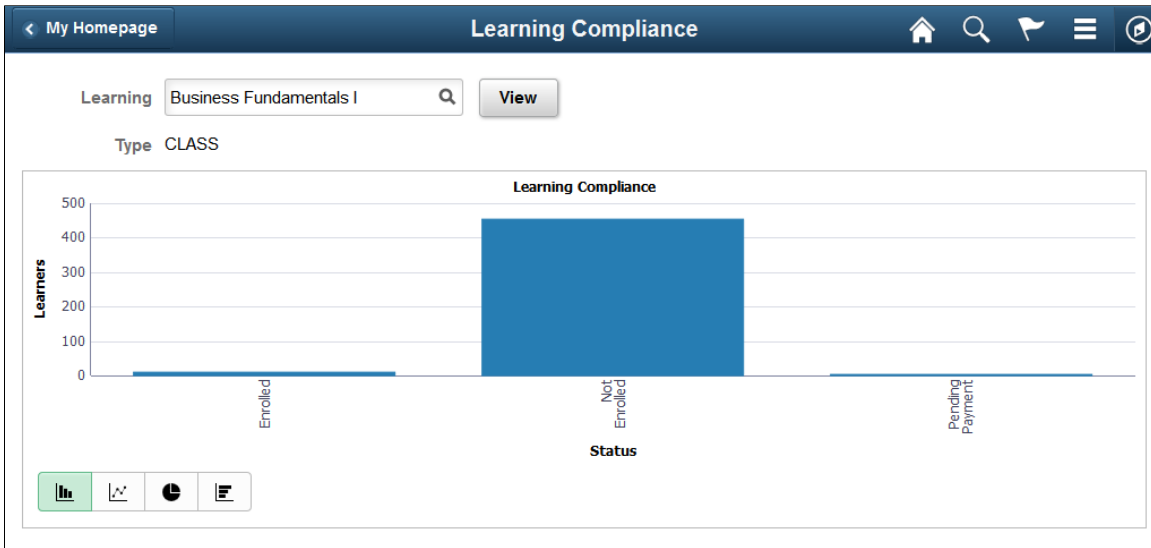 My Homepage
Learning Compliance
Learning Business Fundamentals I View
Type CLASS
Learning Compliance
500
400
300
200
100
0
Learners
Enrolled
Not
Enrolled
Pending
Payment
Status